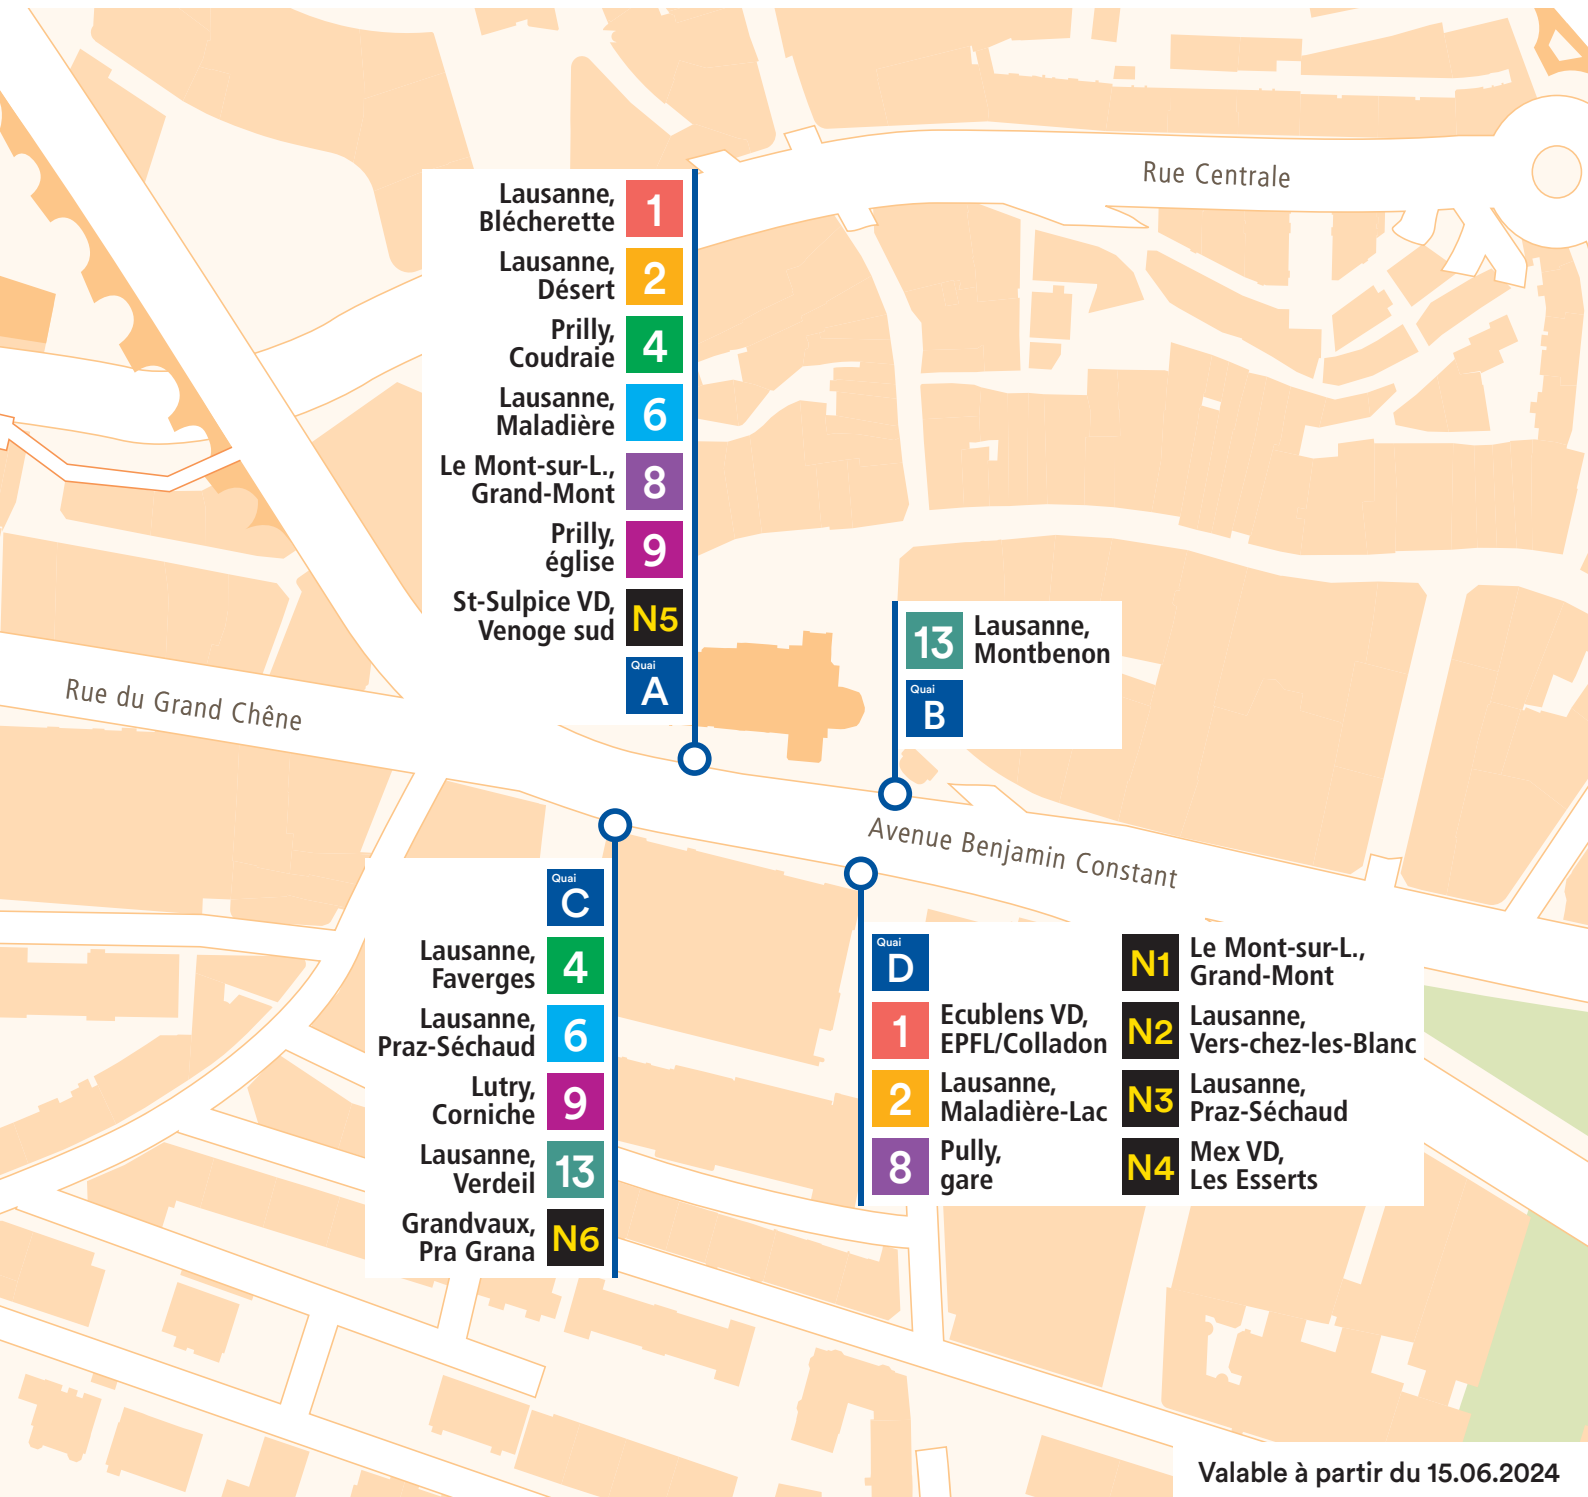 Rue Centrale
Lausanne,
Blécherette
1
Lausanne,
Désert
2
Prilly,
Coudraie
4
Lausanne,
Maladière
6
Le Mont-sur-L.,
Grand-Mont
8
Prilly,
église
9
St-Sulpice VD,
Venoge sud
N5
Quai
A
13
Lausanne,
Montbenon
Quai
B
Rue du Grand Chêne
Avenue Benjamin Constant
Quai
C
Lausanne,
Faverges
4
Lausanne,
Praz-Séchaud
6
Lutry,
Corniche
9
Lausanne,
Verdeil
13
Grandvaux,
Pra Grana
N6
Quai
D
1
Ecublens VD,
EPFL/Colladon
2
Lausanne,
Maladière-Lac
8
Pully,
gare
N1
Le Mont-sur-L.,
Grand-Mont
N2
Lausanne,
Vers-chez-les-Blanc
N3
Lausanne,
Praz-Séchaud
N4
Mex VD,
Les Esserts
Valable à partir du 15.06.2024